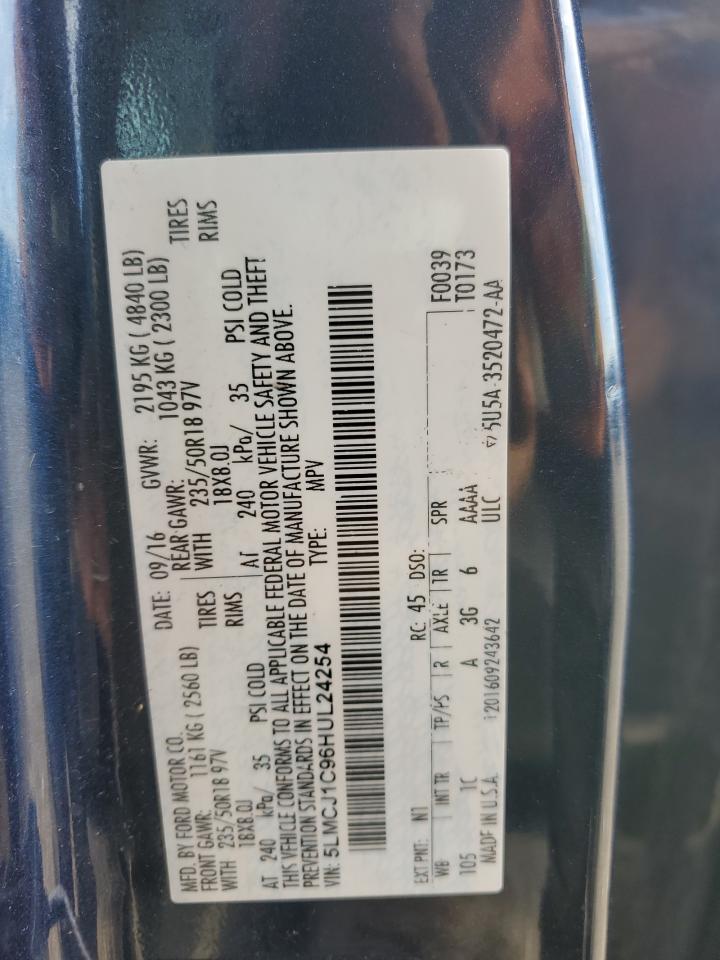 MFD. BY FORD MOTOR CO.
DATE: 09/16 GVWR: 2195 KG ( 4840 LB)
FRONT GAWR: 1161 KG ( 2560 LB)
REAR GAWR: 1043 KG ( 2300 LB)
WITH 235/50R18 97V TIRES
WITH 235/50R18 97V TIRES
18X8.0J RIMS
18X8.0J RIMS
AT 240 kPa/ 35 PSI COLD
AT 240 kPa/ 35 PSI COLD
THIS VEHICLE CONFORMS TO ALL APPLICABLE FEDERAL MOTOR VEHICLE SAFETY AND THEFT
PREVENTION STANDARDS IN EFFECT ON THE DATE OF MANUFACTURE SHOWN ABOVE.
VIN: 5LMCJ1C96HUL24254 TYPE: MPV
EXT PNT: N1 RC: 45 DSO: F0039
T0173
WB INT TR TP/PS R AXLE TR SPR
105 1C A 3G 6 AAAA
ULC
MADE IN U.S.A. 1201609243642 5U5A-3520472-AA